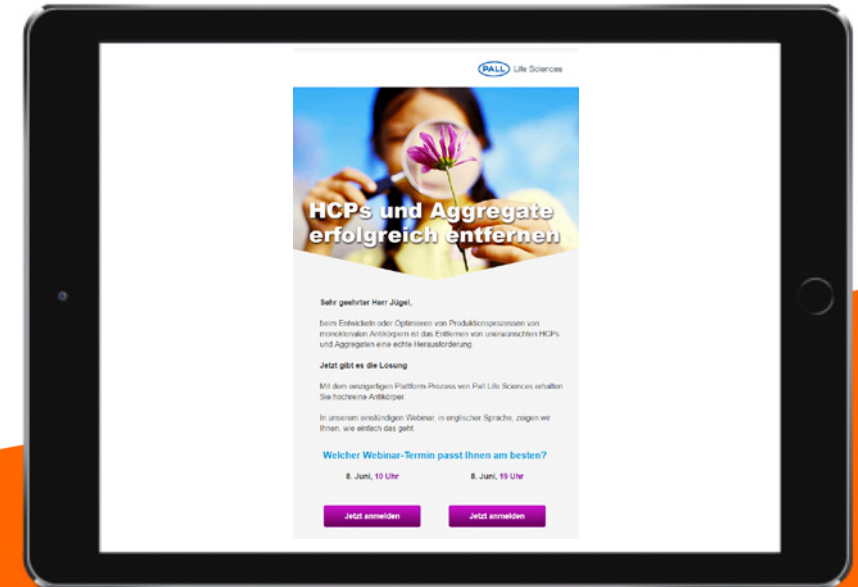 PALL Life Sciences
HCPs und Aggregate
erfolgreich entfernen
Sehr geehrter Herr Jügel,
beim Entwickeln oder Optimieren von Produktionsprozessen von
monoklonalen Antikörpern ist das Entfernen von unerwünschten HCPs
und Aggregaten eine echte Herausforderung.
Jetzt gibt es die Lösung
Mit dem einzigartigen Plattform-Prozess von Pall Life Sciences erhalten
Sie hochreine Antikörper.
In unserem einstündigen Webinar, in englischer Sprache, zeigen wir
Ihnen, wie einfach das geht.
Welcher Webinar-Termin passt Ihnen am besten?
8. Juni, 10 Uhr 8. Juni, 19 Uhr
Jetzt anmelden Jetzt anmelden